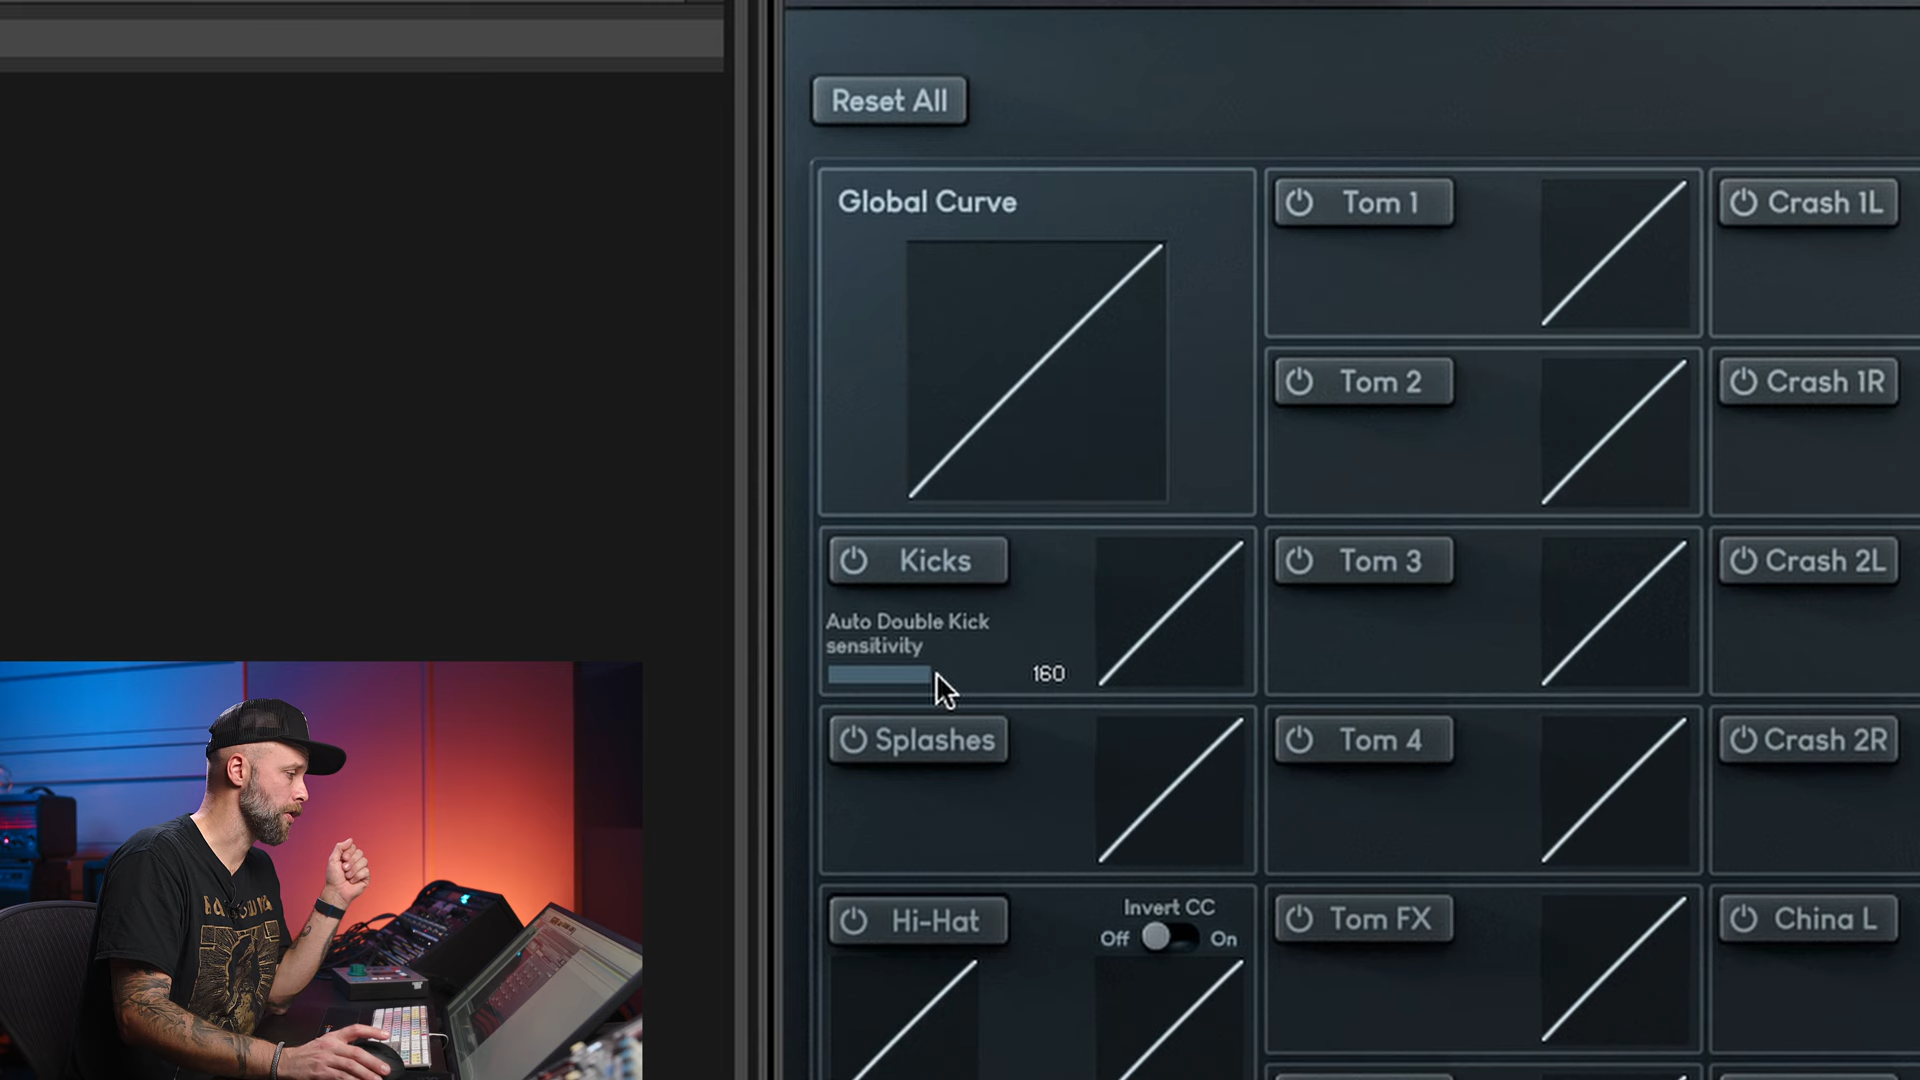 Reset All
Global Curve
Tom 1
Crash 1L
Tom 2
Crash 1R
Kicks
Auto Double Kick
sensitivity
160
Tom 3
Crash 2L
Splashes
Tom 4
Crash 2R
Hi-Hat
Invert CC
Off On
Tom FX
China L